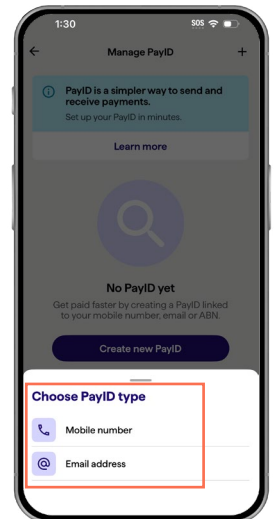 1:30 SOS
Manage PayID
PayID is a simpler way to send and
receive payments.
Set up your PayID in minutes.
Learn more
No PayID yet
Get paid faster by creating a PayID linked
to your mobile number, email or ABN.
Create new PayID
Choose PayID type
Mobile number
@ Email address